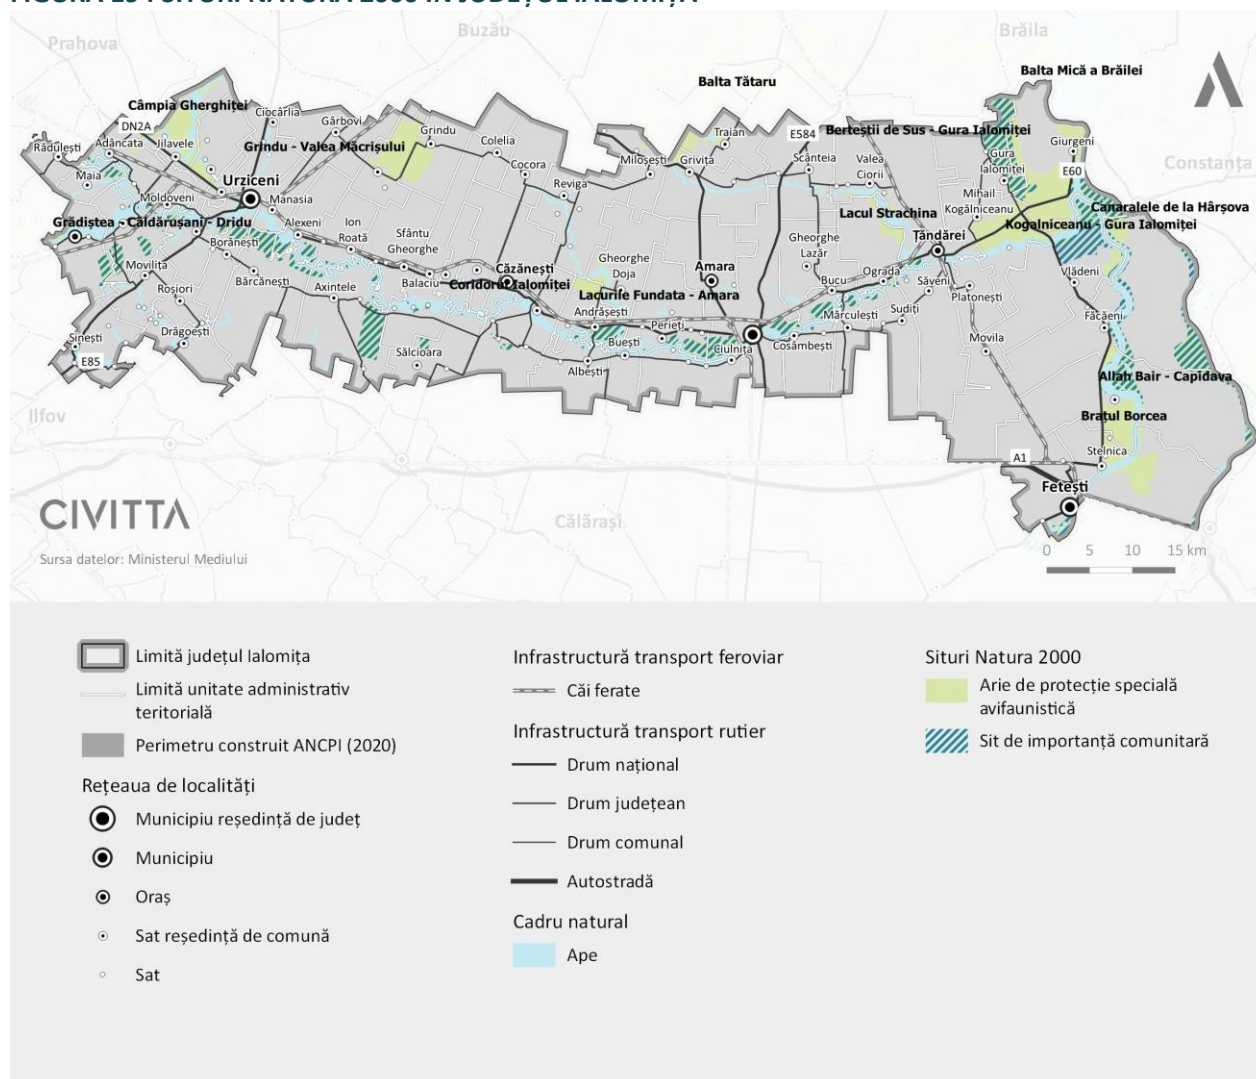 Prahova
Buzău
Brăila
Balta Mică a Brăilei
Balta Tătaru
Câmpia Gherghiței
Ciocârlia
Gârbovi
DN2A
Grindu
Colelia
Traian
E584
Berteștii de Sus - Gura Ialomiței
Rădulești
Adâncata
Jilavele
Grindu - Valea Măcrișului
Cocora
Miloșești
Grivița
Scânteia
Valea
Ciorii
Gura
Ialomiței
Giurgeni
Constanța
Maia
Urziceni
Reviga
E60
Moldoveni
Manasia
Mihail
Kogălniceanu
Canaralele de la Hârșova
Grădiștea - Căldărușani - Dridu
Alexeni
Ion
Roată
Sfântu
Gheorghe
Lacul Strachina
Kogalniceanu - Gura Ialomiței
Borănești
Gheorghe
Lazăr
Țăndărei
Movilița
Bărcănești
Căzănești
Gheorghe
Doja
Amara
Vlădeni
Roșiori
Axintele
Balaciu
Coridorul Ialomiței
Lacurile Fundata - Amara
Bucu
Ograda
Săveni
Platonești
Andrășești
Mărculești
Sudiți
Făcăeni
Sinești
Drăgoești
Perieți
Movila
E85
Sălcioara
Buești
Ciulnița
Cosâmbești
Albești
Allah Bair - Capidava
Ilfov
Brațul Borcea
Stelnica
A1
Fetești
CIVITTA
Călărași
Sursa datelor: Ministerul Mediului
0 5 10 15 km
Limită județul Ialomița
Limită unitate administrativ
teritorială
Perimetru construit ANCPI (2020)
Rețeaua de localități
Municipiu reședință de județ
Municipiu
Oraș
Sat reședință de comună
Sat
Infrastructură transport feroviar
Căi ferate
Infrastructură transport rutier
Drum național
Drum județean
Drum comunal
Autostradă
Cadru natural
Ape
Situri Natura 2000
Arie de protecție specială
avifaunistică
Sit de importanță comunitară